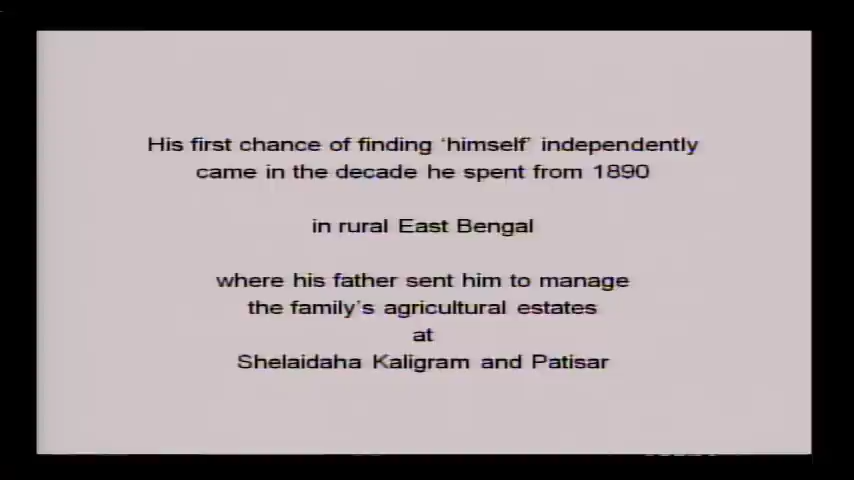 His first chance of finding ‘himself’ independently
came in the decade he spent from 1890
in rural East Bengal
where his father sent him to manage
the family’s agricultural estates
at
Shelaidaha Kaligram and Patisar